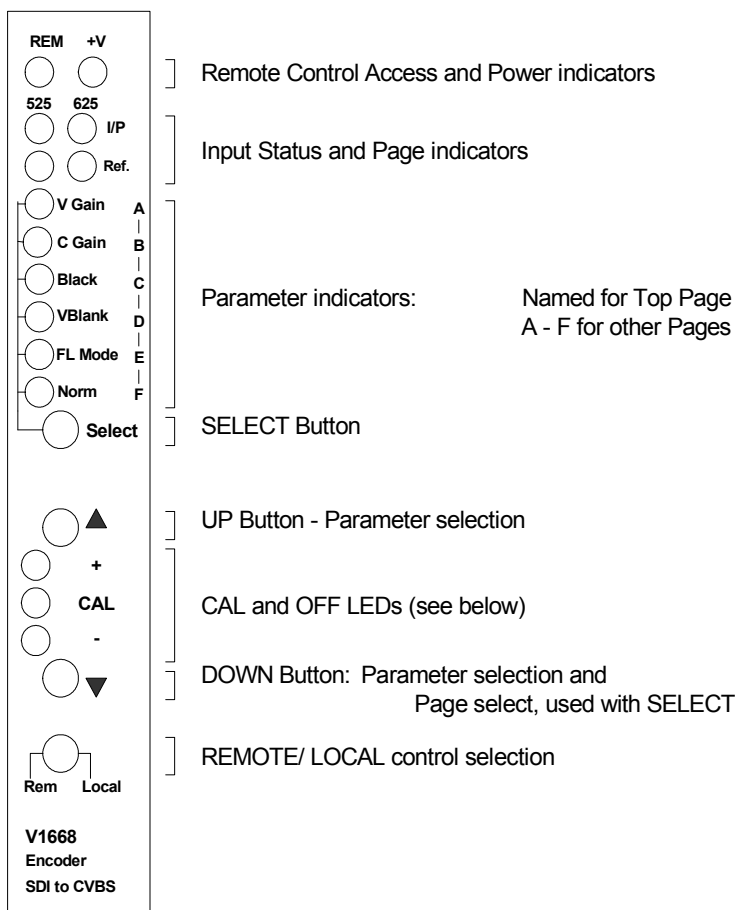 REM +V
Remote Control Access and Power indicators
525 625
I/P
Input Status and Page indicators
Ref.
V Gain A
C Gain B
Black C
Parameter indicators: Named for Top Page
VBlank D
A - F for other Pages
FL Mode E
Norm F
Select
SELECT Button
UP Button - Parameter selection
+
CAL
CAL and OFF LEDs (see below)
-
DOWN Button: Parameter selection and
Page select, used with SELECT
REMOTE/ LOCAL control selection
Rem Local
V1668
Encoder
SDI to CVBS